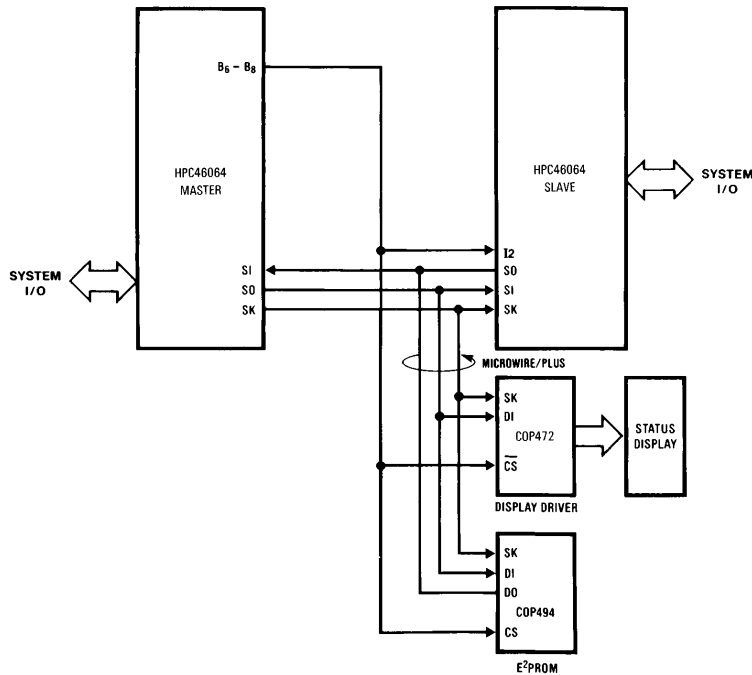 B₆ – B₈
HPC46064
MASTER
SYSTEM
I/O
SI
SO
SK
HPC46064
SLAVE
SYSTEM
I/O
I2
SO
SI
SK
MICROWIRE/PLUS
SK
DI
COP472
C̅S̅
DISPLAY DRIVER
STATUS
DISPLAY
SK
DI
DO
COP494
CS
E²PROM